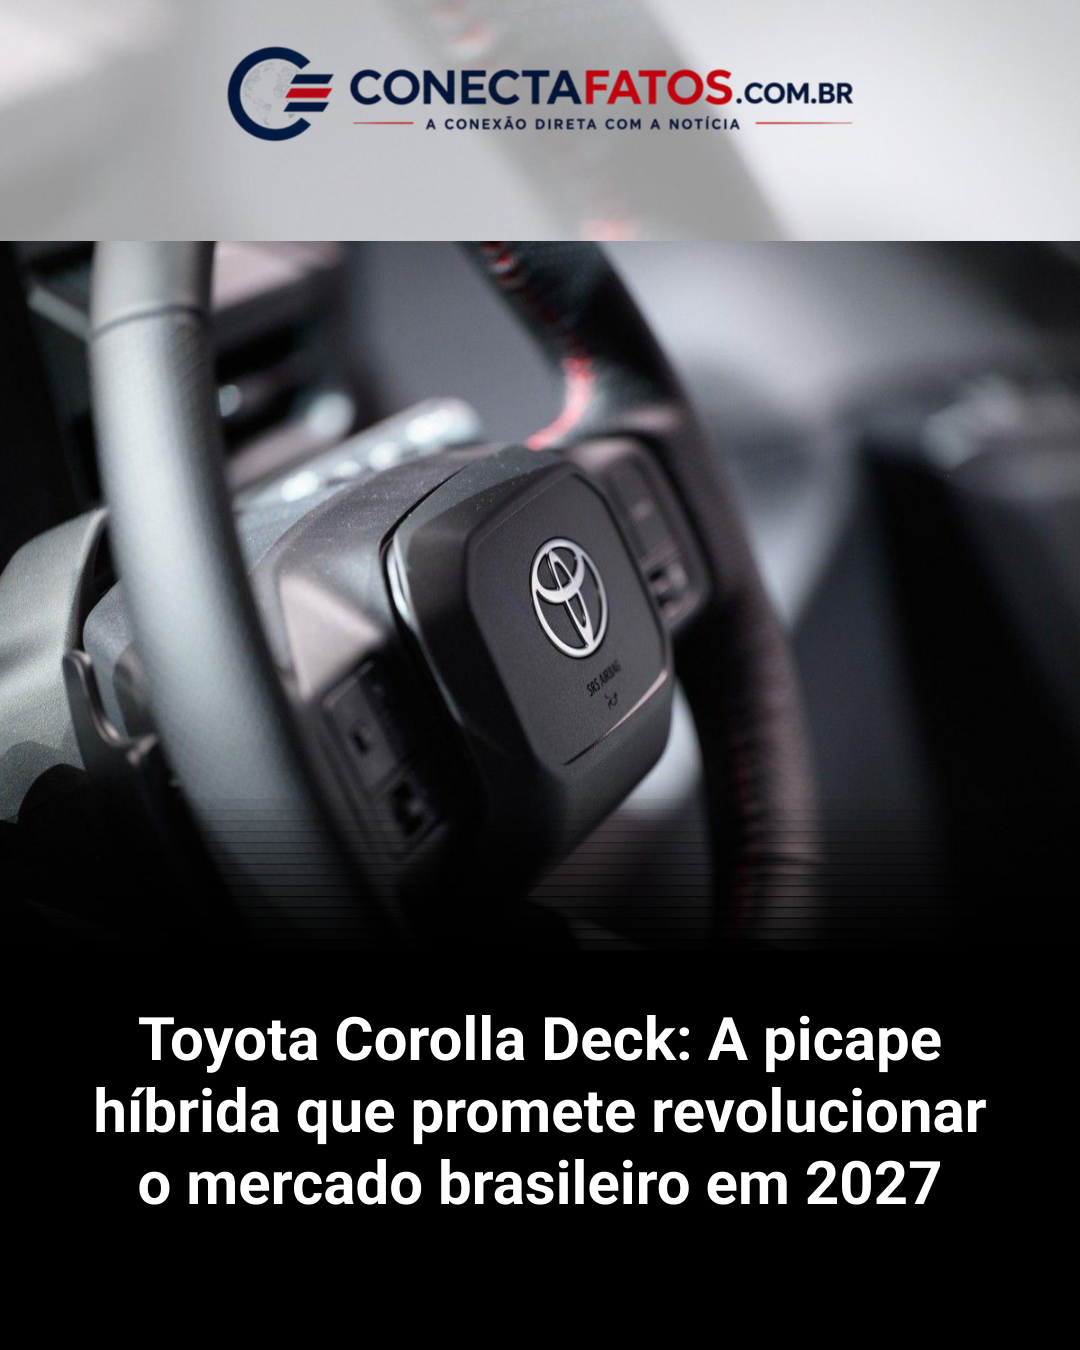 CONECTAFATOS.COM.BR
A CONEXÃO DIRETA COM A NOTÍCIA
SRS AIRBAG
Toyota Corolla Deck: A picape
híbrida que promete revolucionar
o mercado brasileiro em 2027